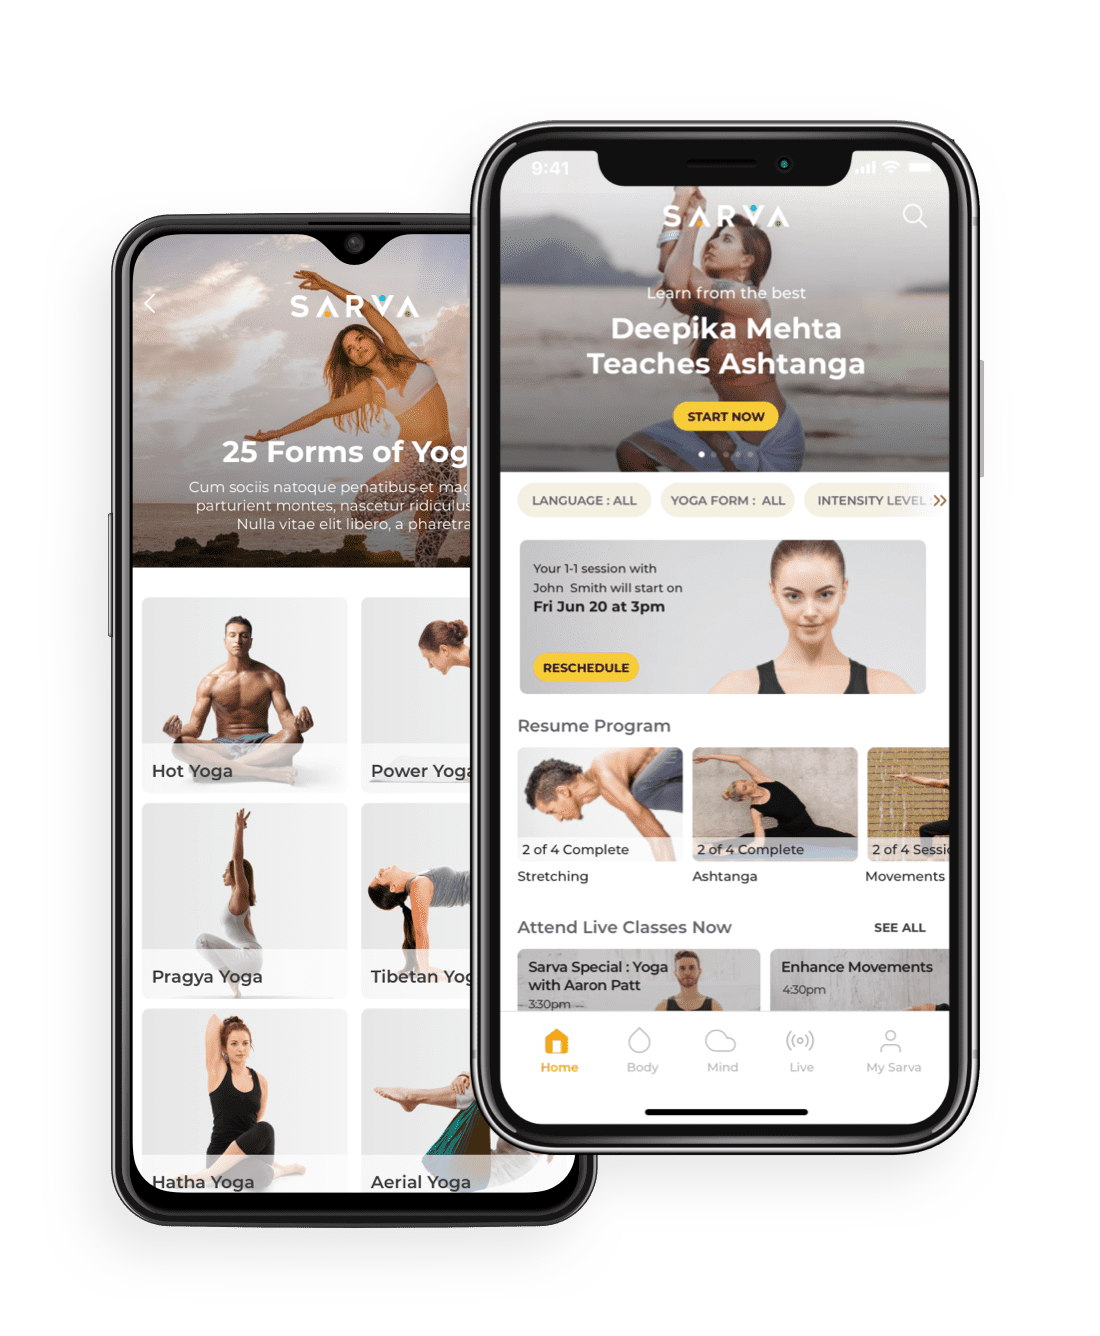 SARVA
25 Forms of Yog
Cum sociis natoque penatibus et mag
parturient montes, nascetur ridiculus
Nulla vitae elit libero, a pharetra
Hot Yoga
Power Yoga
Pragya Yoga
Tibetan Yog
Hatha Yoga
Aerial Yoga
9:41
SARVA
Learn from the best
Deepika Mehta
Teaches Ashtanga
START NOW
LANGUAGE : ALL
YOGA FORM : ALL
INTENSITY LEVEL
Your 1-1 session with
John Smith will start on
Fri Jun 20 at 3pm
RESCHEDULE
Resume Program
2 of 4 Complete
2 of 4 Complete
2 of 4 Sessio
Stretching
Ashtanga
Movements
Attend Live Classes Now
SEE ALL
Sarva Special : Yoga
with Aaron Patt
3:30pm
Enhance Movements
4:30pm
Home
Body
Mind
Live
My Sarva